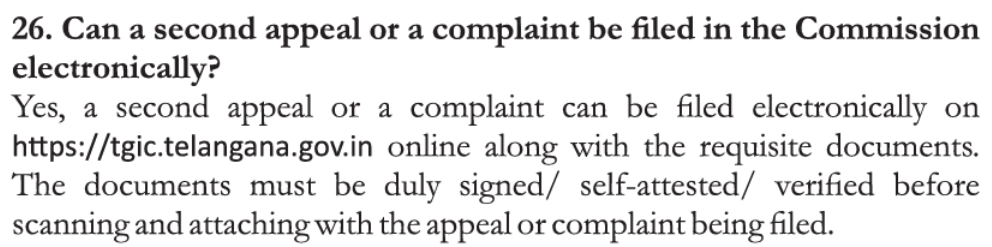 26. Can a second appeal or a complaint be filed in the Commission
electronically?
Yes, a second appeal or a complaint can be filed electronically on
https://tgic.telangana.gov.in online along with the requisite documents.
The documents must be duly signed/ self-attested/ verified before
scanning and attaching with the appeal or complaint being filed.